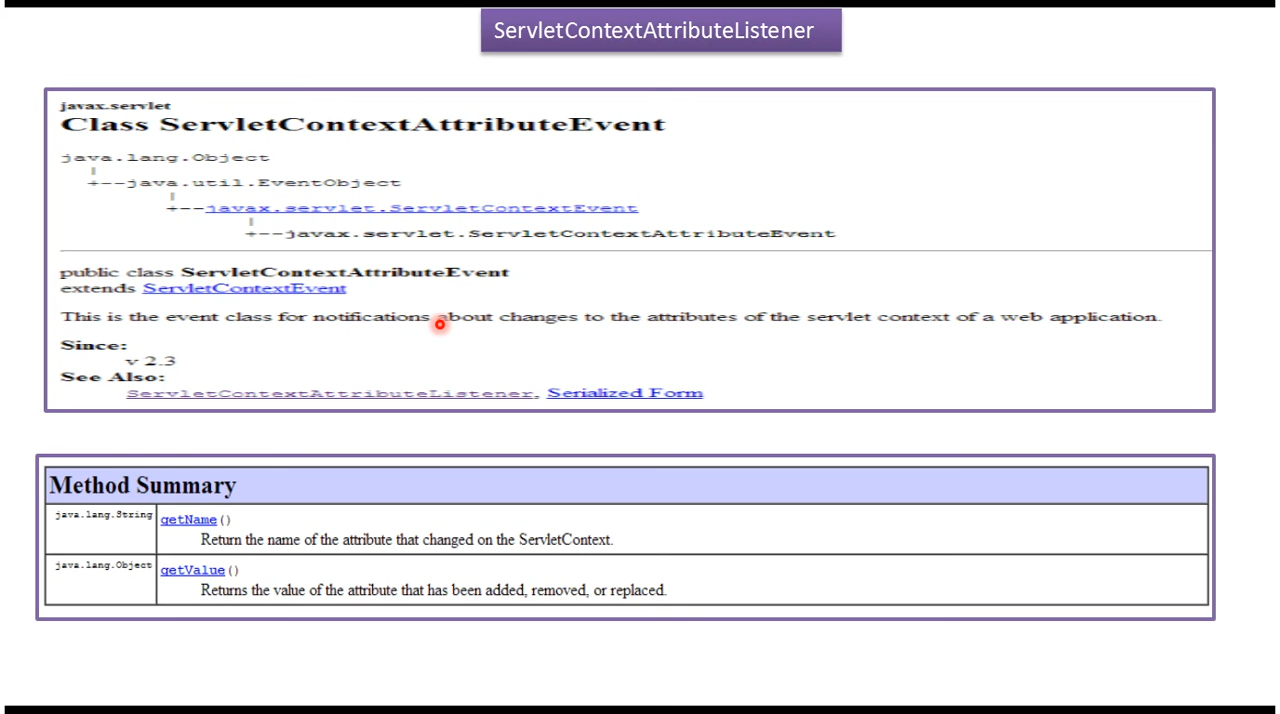 ServletContextAttributeListener
javax.servlet
Class ServletContextAttributeEvent
java.lang.Object
|
+--java.util.EventObject
|
+--javax.servlet.ServletContextEvent
|
+--javax.servlet.ServletContextAttributeEvent
public class ServletContextAttributeEvent
extends ServletContextEvent
This is the event class for notifications about changes to the attributes of the servlet context of a web application.
Since:
v 2.3
See Also:
ServletContextAttributeListener, Serialized Form
Method Summary
java.lang.String getName()
Return the name of the attribute that changed on the ServletContext.
java.lang.Object getValue()
Returns the value of the attribute that has been added, removed, or replaced.